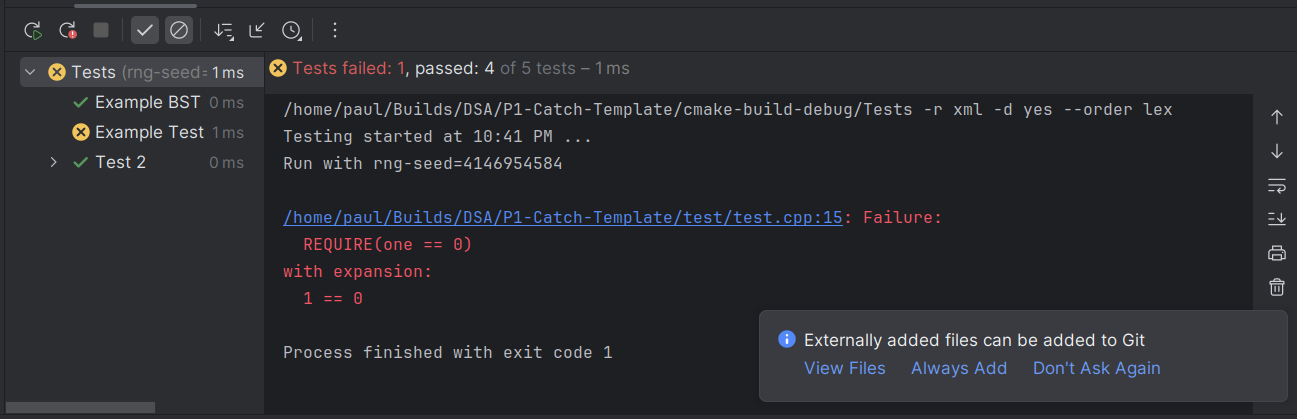 Tests (rng-seed= 1 ms
Example BST 0 ms
Example Test 1 ms
Test 2 0 ms
Tests failed: 1, passed: 4 of 5 tests – 1 ms
/home/paul/Builds/DSA/P1-Catch-Template/cmake-build-debug/Tests -r xml -d yes --order lex
Testing started at 10:41 PM ...
Run with rng-seed=4146954584
/home/paul/Builds/DSA/P1-Catch-Template/test/test.cpp:15: Failure:
REQUIRE(one == 0)
with expansion:
1 == 0
Process finished with exit code 1
Externally added files can be added to Git
View Files Always Add Don't Ask Again